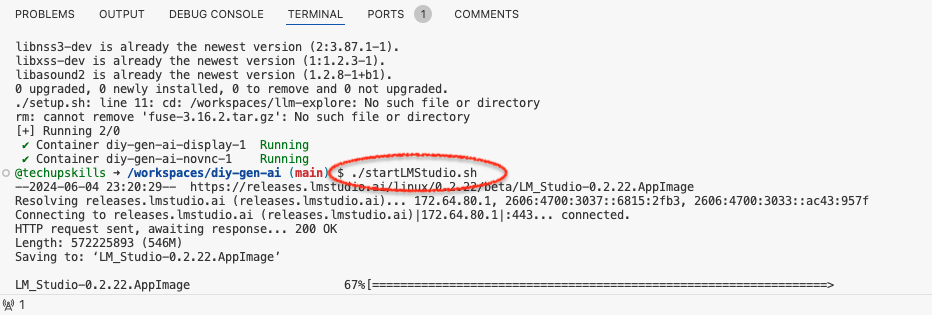 PROBLEMS OUTPUT DEBUG CONSOLE TERMINAL PORTS 1 COMMENTS
libnss3-dev is already the newest version (2:3.87.1-1).
libxss-dev is already the newest version (1:1.2.3-1).
libasound2 is already the newest version (1.2.8-1+b1).
0 upgraded, 0 newly installed, 0 to remove and 0 not upgraded.
./setup.sh: line 11: cd: /workspaces/llm-explore: No such file or directory
rm: cannot remove 'fuse-3.16.2.tar.gz': No such file or directory
[+] Running 2/0
✔ Container diy-gen-ai-display-1 Running
✔ Container diy-gen-ai-novnc-1 Running
@techupskills ➜ /workspaces/diy-gen-ai (main) $ ./startLMStudio.sh
--2024-06-04 23:20:29-- https://releases.lmstudio.ai/linux/0.2.22/beta/LM_Studio-0.2.22.AppImage
Resolving releases.lmstudio.ai (releases.lmstudio.ai)... 172.64.80.1, 2606:4700:3037::6815:2fb3, 2606:4700:3033::ac43:957f
Connecting to releases.lmstudio.ai (releases.lmstudio.ai)|172.64.80.1|:443... connected.
HTTP request sent, awaiting response... 200 OK
Length: 572225893 (546M)
Saving to: ‘LM_Studio-0.2.22.AppImage’
LM_Studio-0.2.22.AppImage 67%[=================================================================>
1